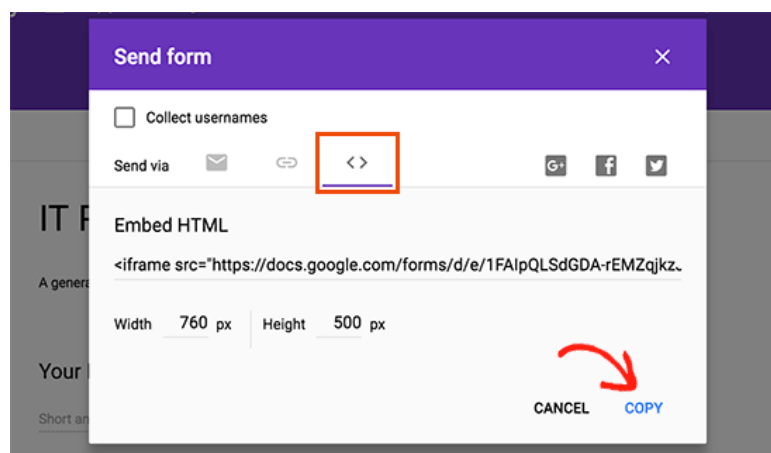 Send form
Collect usernames
Send via
G+
IT
Embed HTML
<iframe src="https://docs.google.com/forms/d/e/1FAIpQLSdGDA-rEMZqjkz
A genera
Width 760 px Height 500 px
Your
Short an
CANCEL COPY